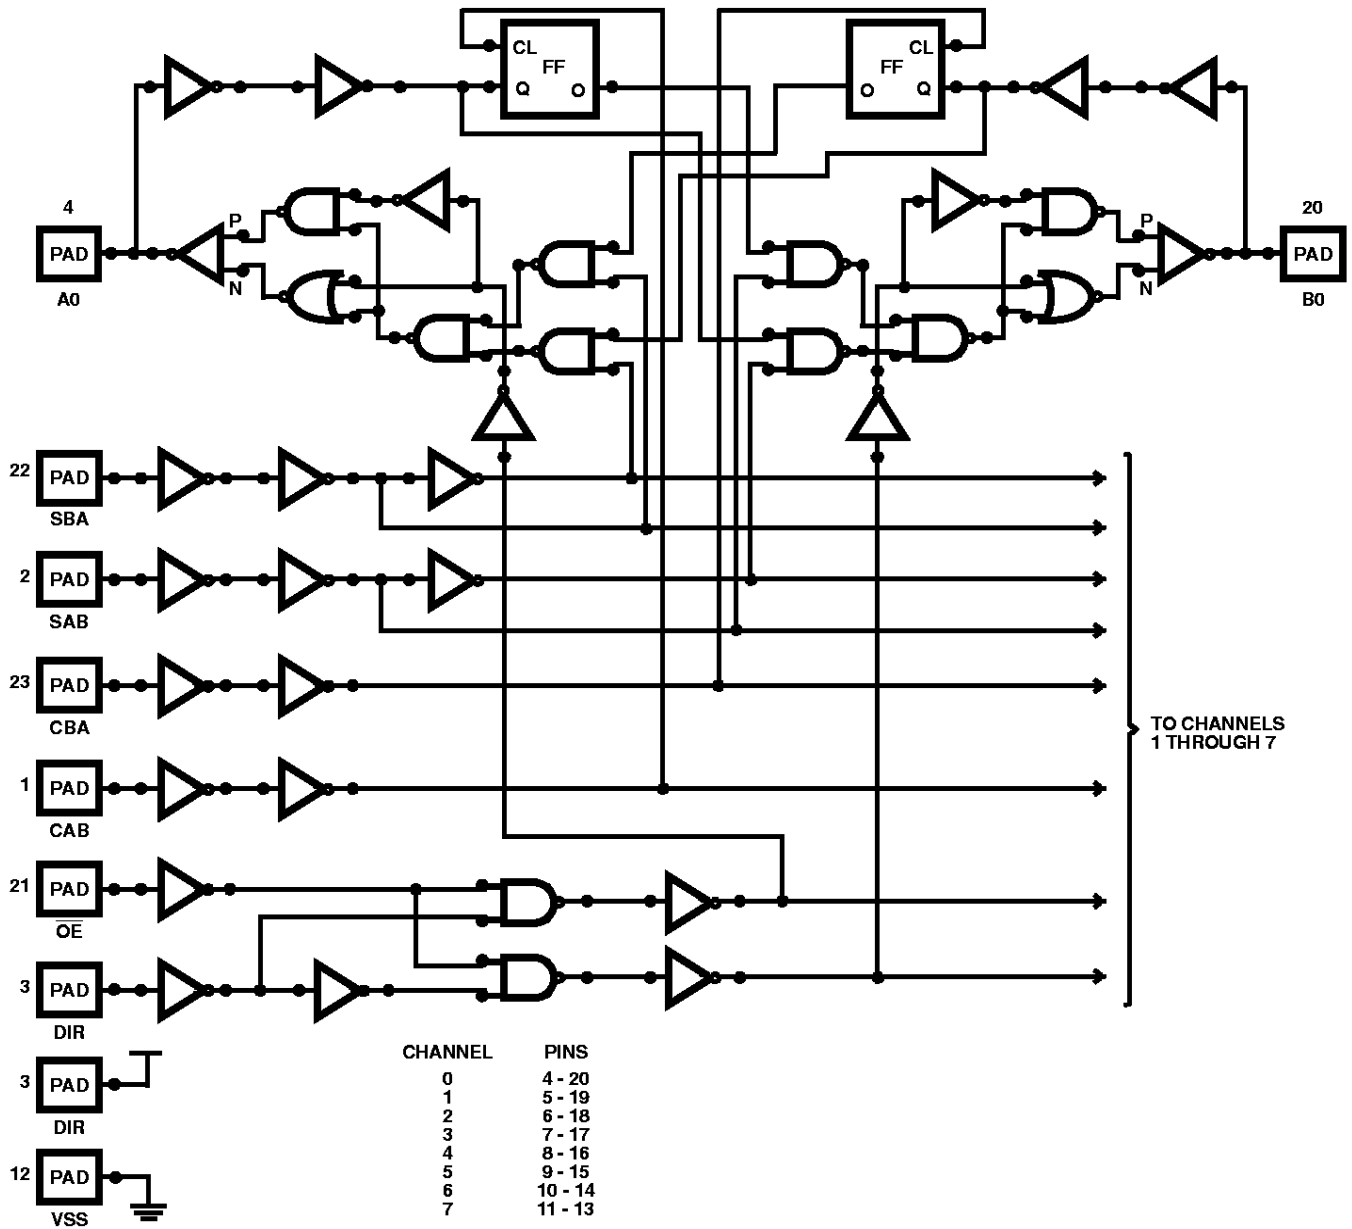 CL
FF
Q
O
CL
FF
O
Q
4
PAD
A0
P
N
P
N
20
PAD
B0
22
PAD
SBA
2
PAD
SAB
23
PAD
CBA
1
PAD
CAB
TO CHANNELS
1 THROUGH 7
21
PAD
OE
3
PAD
DIR
3
PAD
DIR
12
PAD
VSS
CHANNEL PINS
0 4 - 20
1 5 - 19
2 6 - 18
3 7 - 17
4 8 - 16
5 9 - 15
6 10 - 14
7 11 - 13